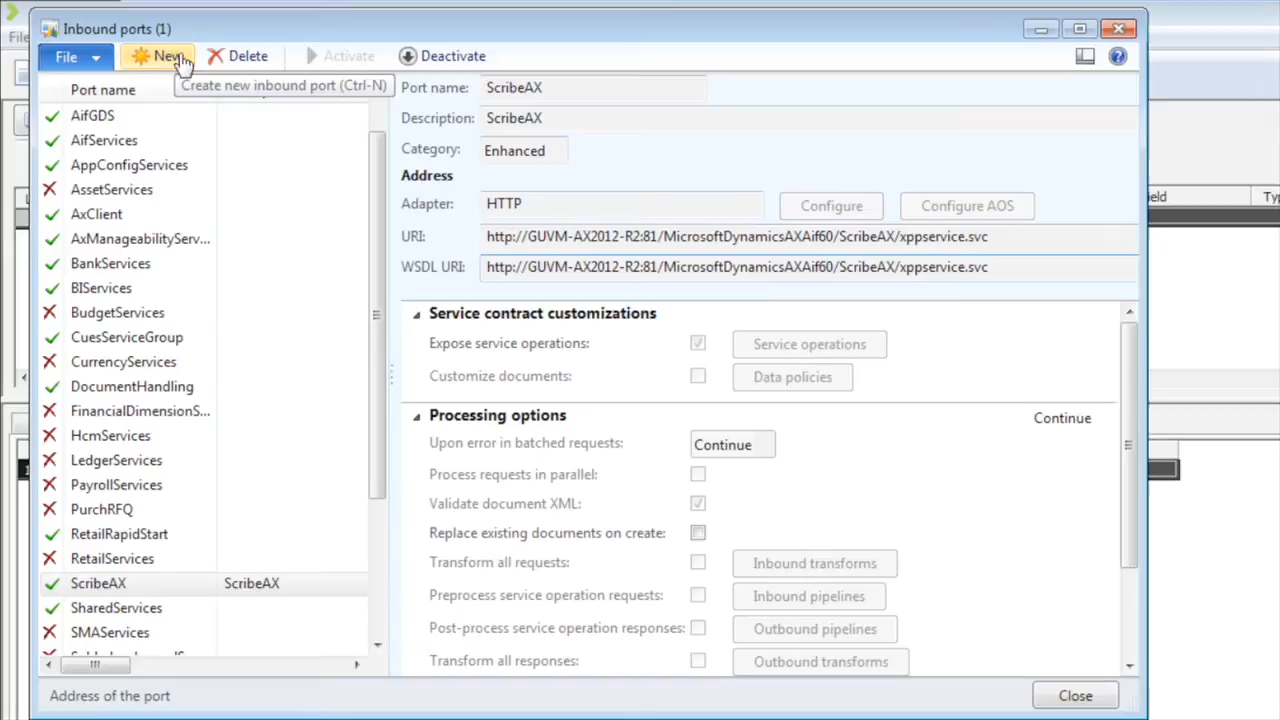 Inbound ports (1)
File
File
New
Delete
Activate
Deactivate
Create new inbound port (Ctrl-N)
Port name
AifGDS
AifServices
AppConfigServices
AssetServices
AxClient
AxManageabilityServ...
BankServices
BIServices
BudgetServices
CuesServiceGroup
CurrencyServices
DocumentHandling
FinancialDimensionS...
HcmServices
LedgerServices
PayrollServices
PurchRFQ
RetailRapidStart
RetailServices
ScribeAX ScribeAX
SharedServices
SMAServices
Port name: ScribeAX
Description: ScribeAX
Category: Enhanced
Address
Adapter: HTTP Configure Configure AOS
URI: http://GUVM-AX2012-R2:81/MicrosoftDynamicsAXAif60/ScribeAX/xppservice.svc
WSDL URI: http://GUVM-AX2012-R2:81/MicrosoftDynamicsAXAif60/ScribeAX/xppservice.svc
Service contract customizations
Expose service operations: Service operations
Customize documents: Data policies
Processing options Continue
Upon error in batched requests: Continue
Process requests in parallel:
Validate document XML:
Replace existing documents on create:
Transform all requests: Inbound transforms
Preprocess service operation requests: Inbound pipelines
Post-process service operation responses: Outbound pipelines
Transform all responses: Outbound transforms
Address of the port
Close